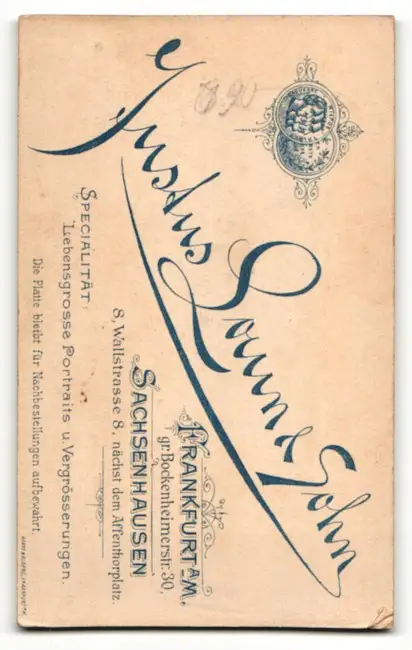 Justus Lound Sohn
FRANKFURT A/M.
gr. Bockenheimerstr. 30,
SACHSENHAUSEN
8, Wallstrasse 8, nächst dem Affenthorplatz.
SPECIALITÄT:
Lebensgrosse Portraits u. Vergrösserungen.
Die Platte bleibt für Nachbestellungen aufbewahrt.